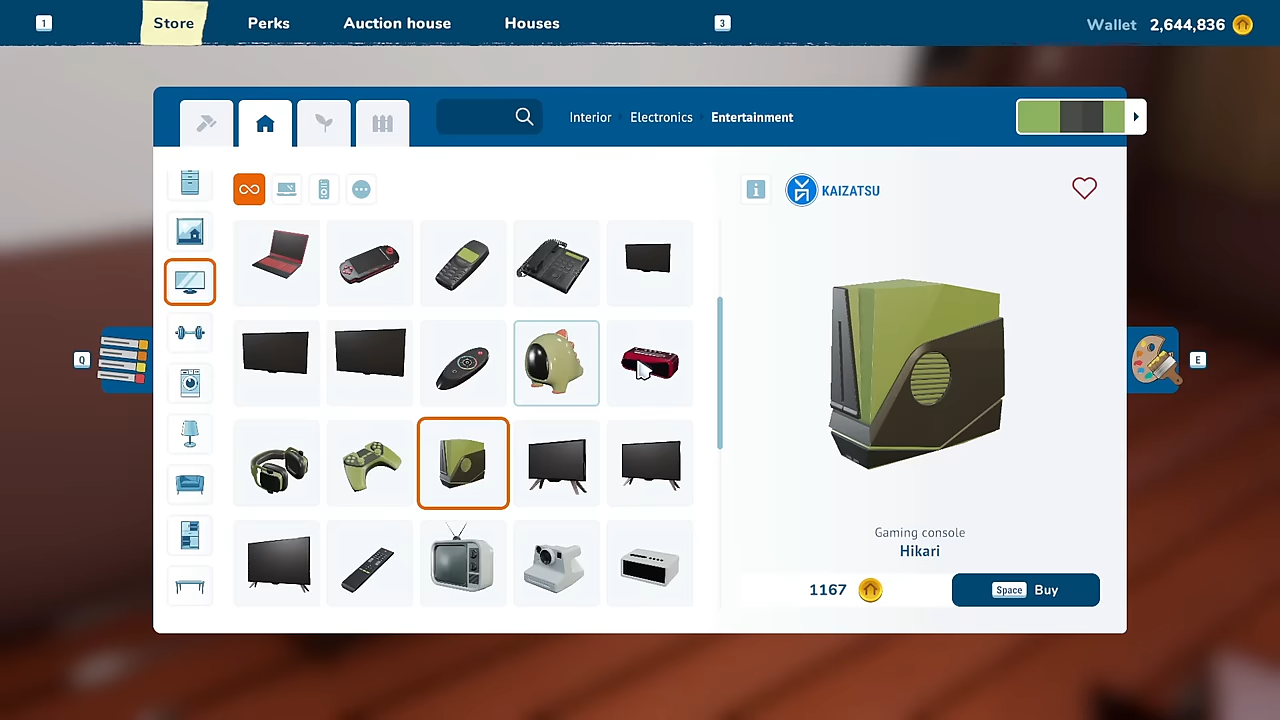 1
Store
Perks
Auction house
Houses
3
Wallet 2,644,836
Interior
Electronics
Entertainment
KAIZATSU
Q
E
Gaming console
Hikari
1167
Space
Buy